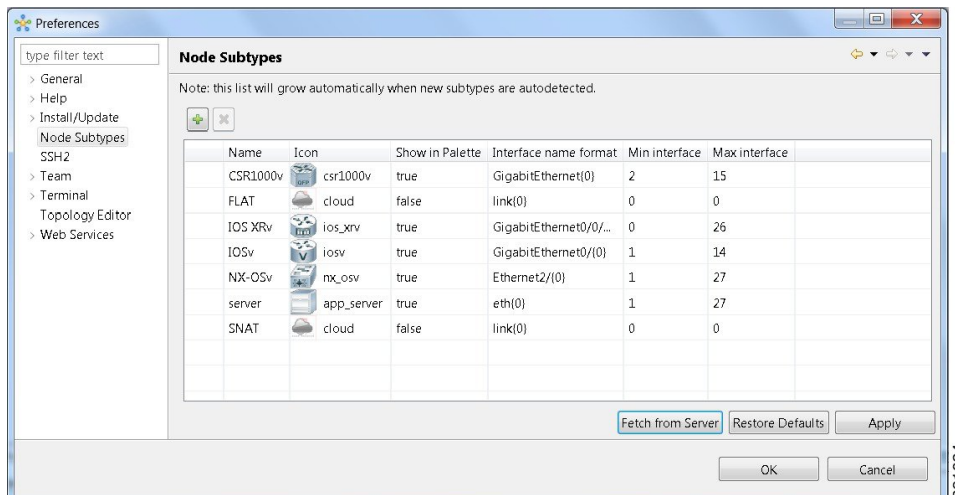 Preferences
type filter text
General
Help
Install/Update
Node Subtypes
SSH2
Team
Terminal
Topology Editor
Web Services
Node Subtypes
Note: this list will grow automatically when new subtypes are autodetected.
Name Icon Show in Palette Interface name format Min interface Max interface
CSR1000v csr1000v true GigabitEthernet{0} 2 15
FLAT cloud false link{0} 0 0
IOS XRv ios_xrv true GigabitEthernet0/0/... 0 26
IOSv iosv true GigabitEthernet0/{0} 1 14
NX-OSv nx_osv true Ethernet2/{0} 1 27
server app_server true eth{0} 1 27
SNAT cloud false link{0} 0 0
Fetch from Server Restore Defaults Apply
OK Cancel